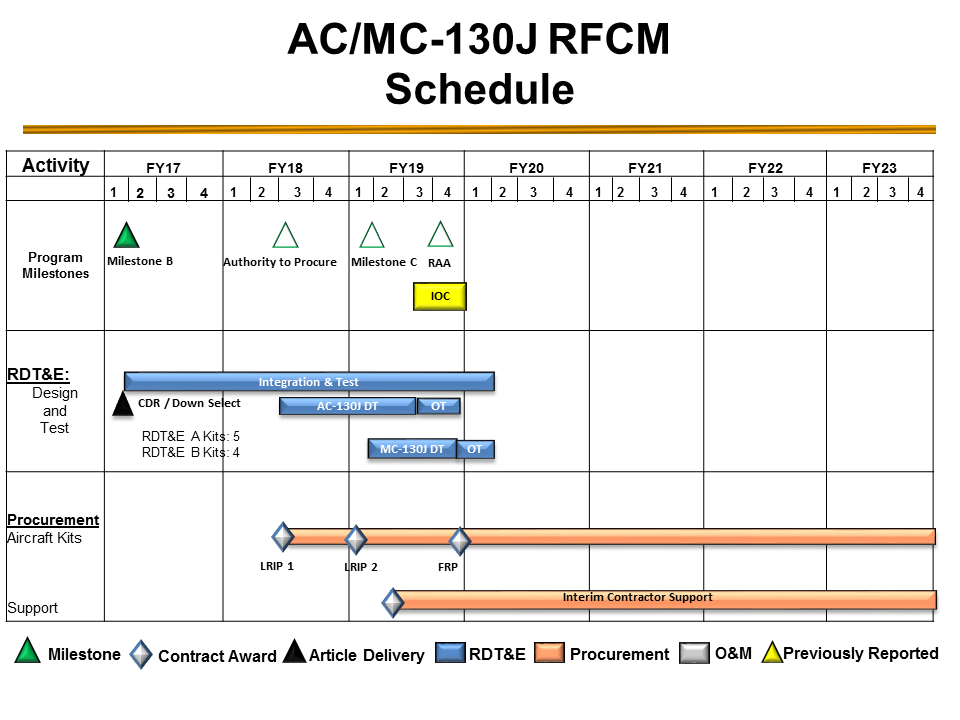 AC/MC-130J RFCM
Schedule
Activity FY17 FY18 FY19 FY20 FY21 FY22 FY23
1 2 3 4 1 2 3 4 1 2 3 4 1 2 3 4 1 2 3 4 1 2 3 4 1 2 3 4
Program
Milestones
Milestone B Authority to Procure Milestone C RAA
IOC
RDT&E:
Design
and
Test
Integration & Test
CDR / Down Select AC-130J DT OT
RDT&E A Kits: 5
RDT&E B Kits: 4
MC-130J DT OT
Procurement
Aircraft Kits
LRIP 1 LRIP 2 FRP
Support
Interim Contractor Support
Milestone Contract Award Article Delivery RDT&E Procurement O&M Previously Reported